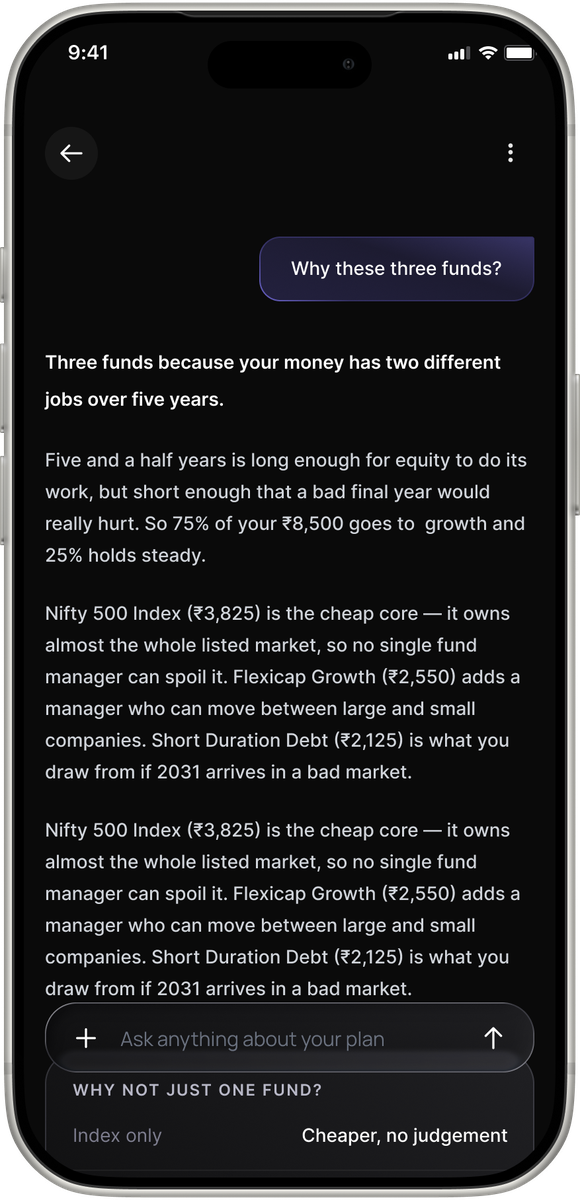 9:41
Why these three funds?
Three funds because your money has two different
jobs over five years.
Five and a half years is long enough for equity to do its
work, but short enough that a bad final year would
really hurt. So 75% of your ₹8,500 goes to  growth and
25% holds steady.
Nifty 500 Index (₹3,825) is the cheap core — it owns
almost the whole listed market, so no single fund
manager can spoil it. Flexicap Growth (₹2,550) adds a
manager who can move between large and small
companies. Short Duration Debt (₹2,125) is what you
draw from if 2031 arrives in a bad market.
Nifty 500 Index (₹3,825) is the cheap core — it owns
almost the whole listed market, so no single fund
manager can spoil it. Flexicap Growth (₹2,550) adds a
manager who can move between large and small
companies. Short Duration Debt (₹2,125) is what you
draw from if 2031 arrives in a bad market.
Ask anything about your plan
WHY NOT JUST ONE FUND?
Index only Cheaper, no judgement